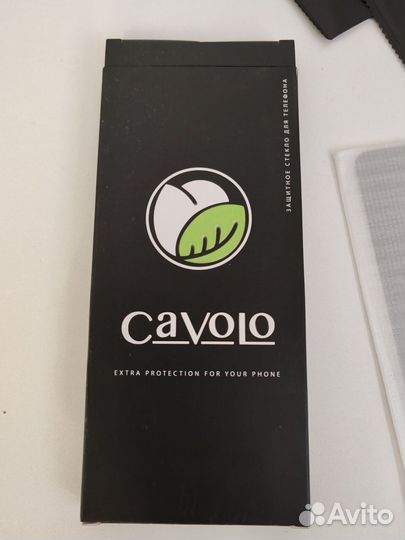 ЗАЩИТНОЕ СТЕКЛО ДЛЯ ТЕЛЕФОНА
CAVOLO
EXTRA PROTECTION FOR YOUR PHONE
Avito